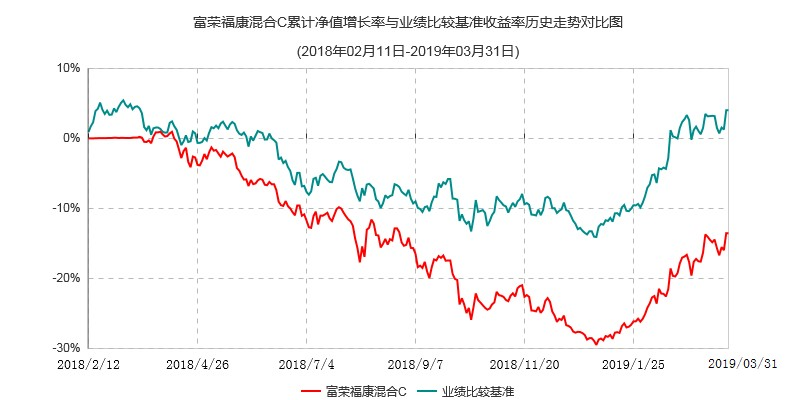 富荣福康混合C累计净值增长率与业绩比较基准收益率历史走势对比图
(2018年02月11日-2019年03月31日)
10%
0%
-10%
-20%
-30%
2018/2/12 2018/4/26 2018/7/4 2018/9/7 2018/11/20 2019/1/25 2019/03/31
富荣福康混合C 业绩比较基准